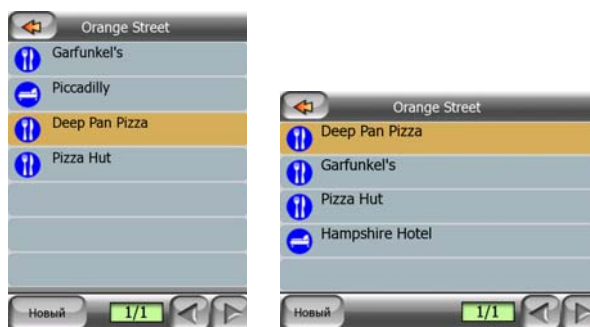 Orange Street
Garfunkel's
Piccadilly
Deep Pan Pizza
Pizza Hut
Новый
1/1
Orange Street
Deep Pan Pizza
Garfunkel's
Pizza Hut
Hampshire Hotel
Новый
1/1